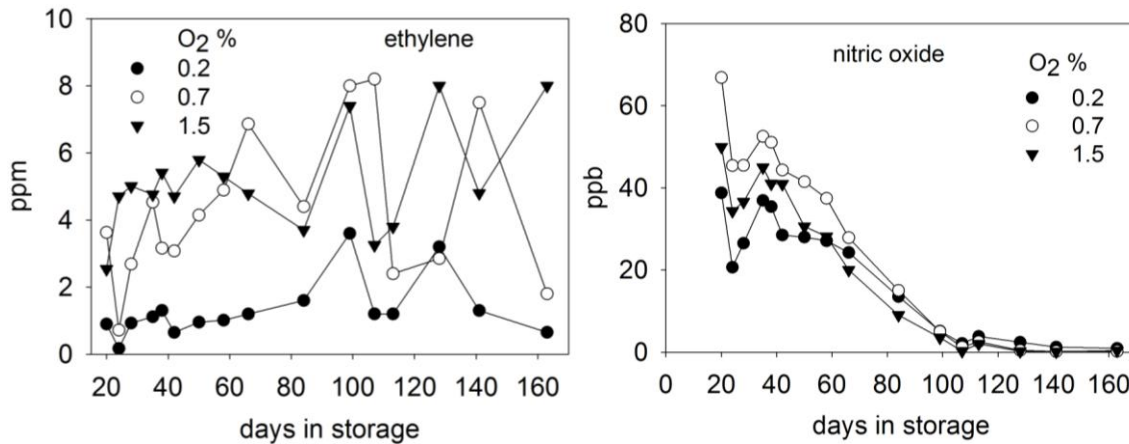 ethylene
O2 %
0.2
0.7
1.5
10
8
6
4
2
0
ppm
20 40 60 80 100 120 140 160
days in storage
nitric oxide
O2 %
0.2
0.7
1.5
80
60
40
20
0
ppb
0 20 40 60 80 100 120 140 160
days in storage